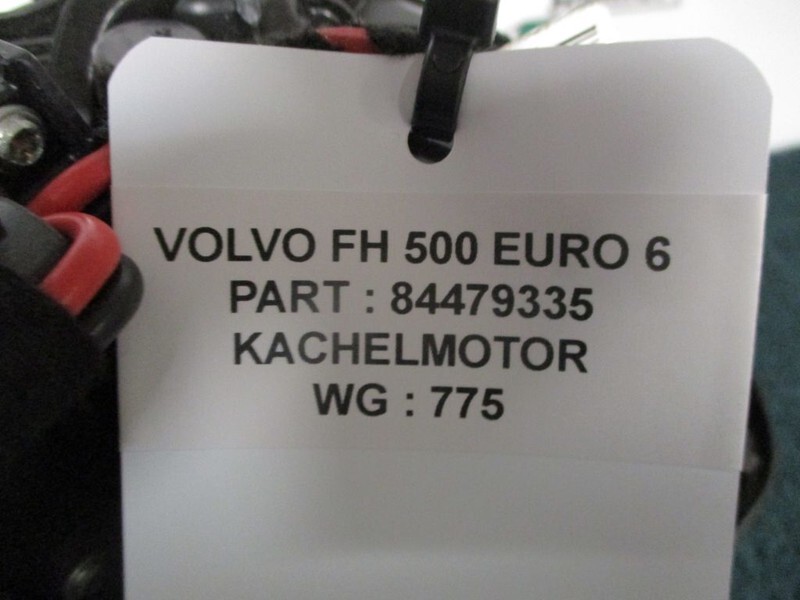 VOLVO FH 500 EURO 6
PART : 84479335
KACHELMOTOR
WG : 775